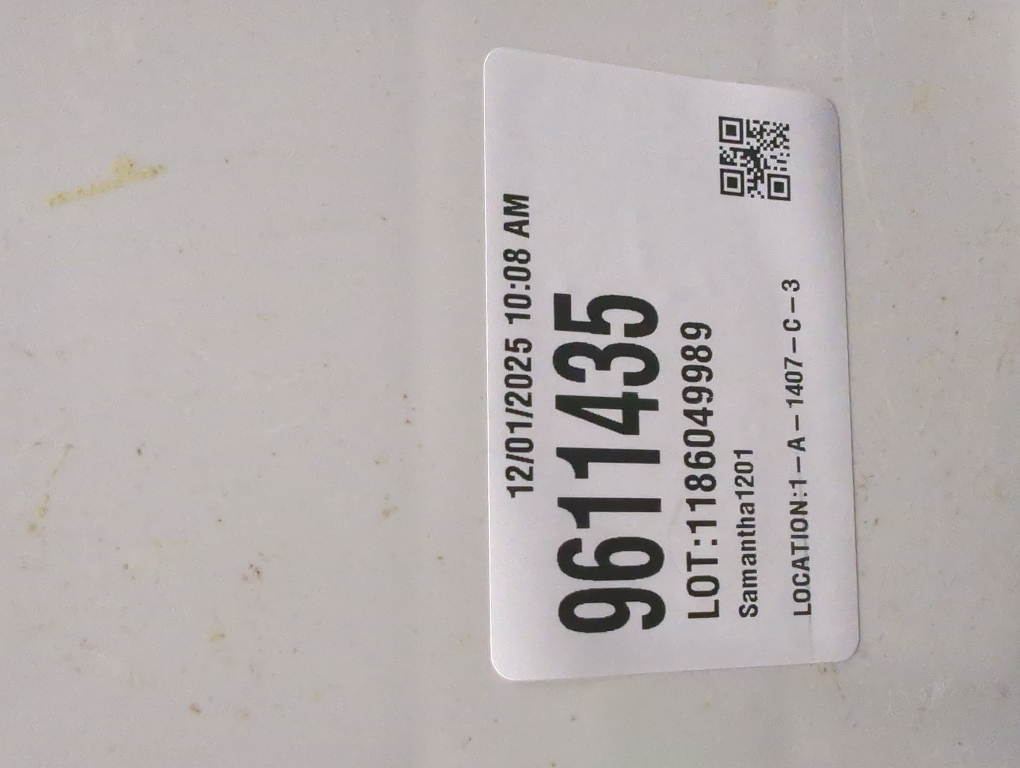 12/01/2025 10:08 AM
9611435
LOT:1186049989
Samantha1201
LOCATION:1-A-1407-C-3